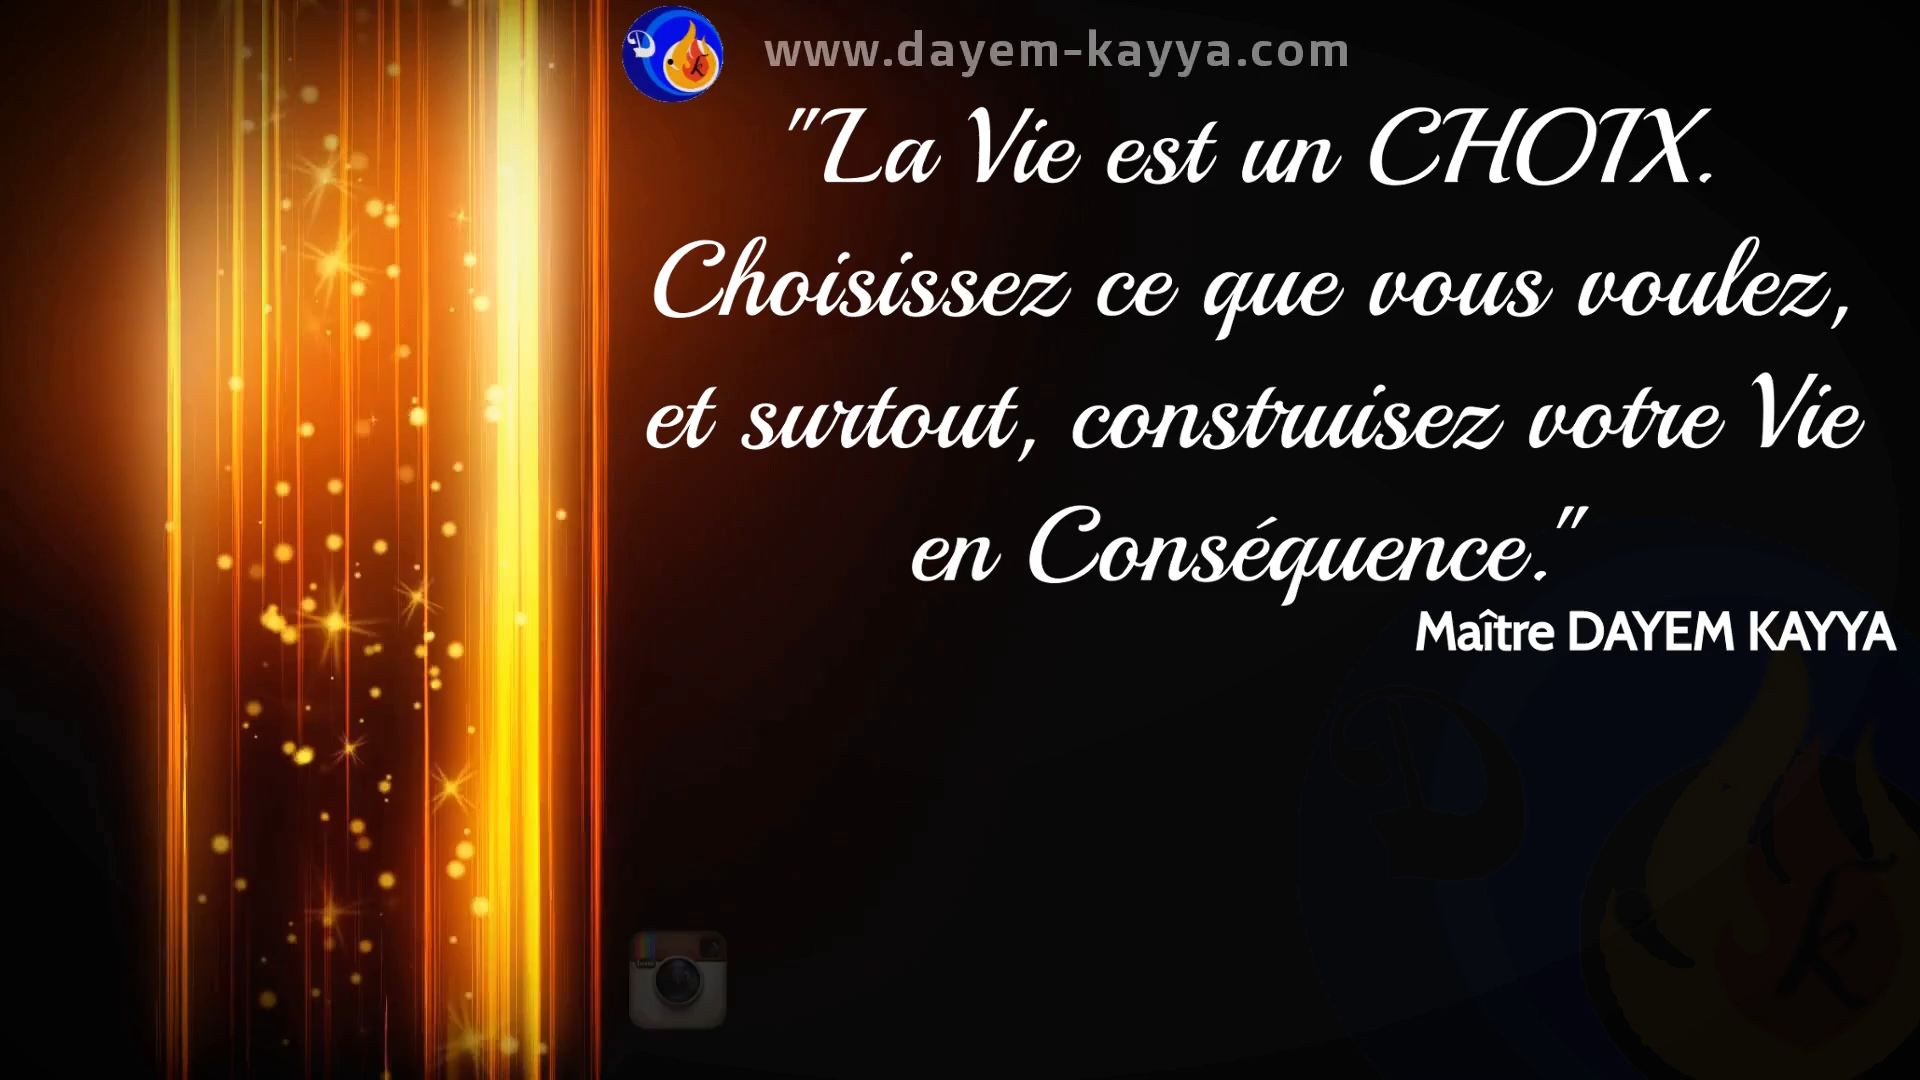 www.dayem-kayya.com
"La Vie est un CHOIX.
Choisissez ce que vous voulez,
et surtout, construisez votre Vie
en Conséquence."
Maître DAYEM KAYYA
D
k